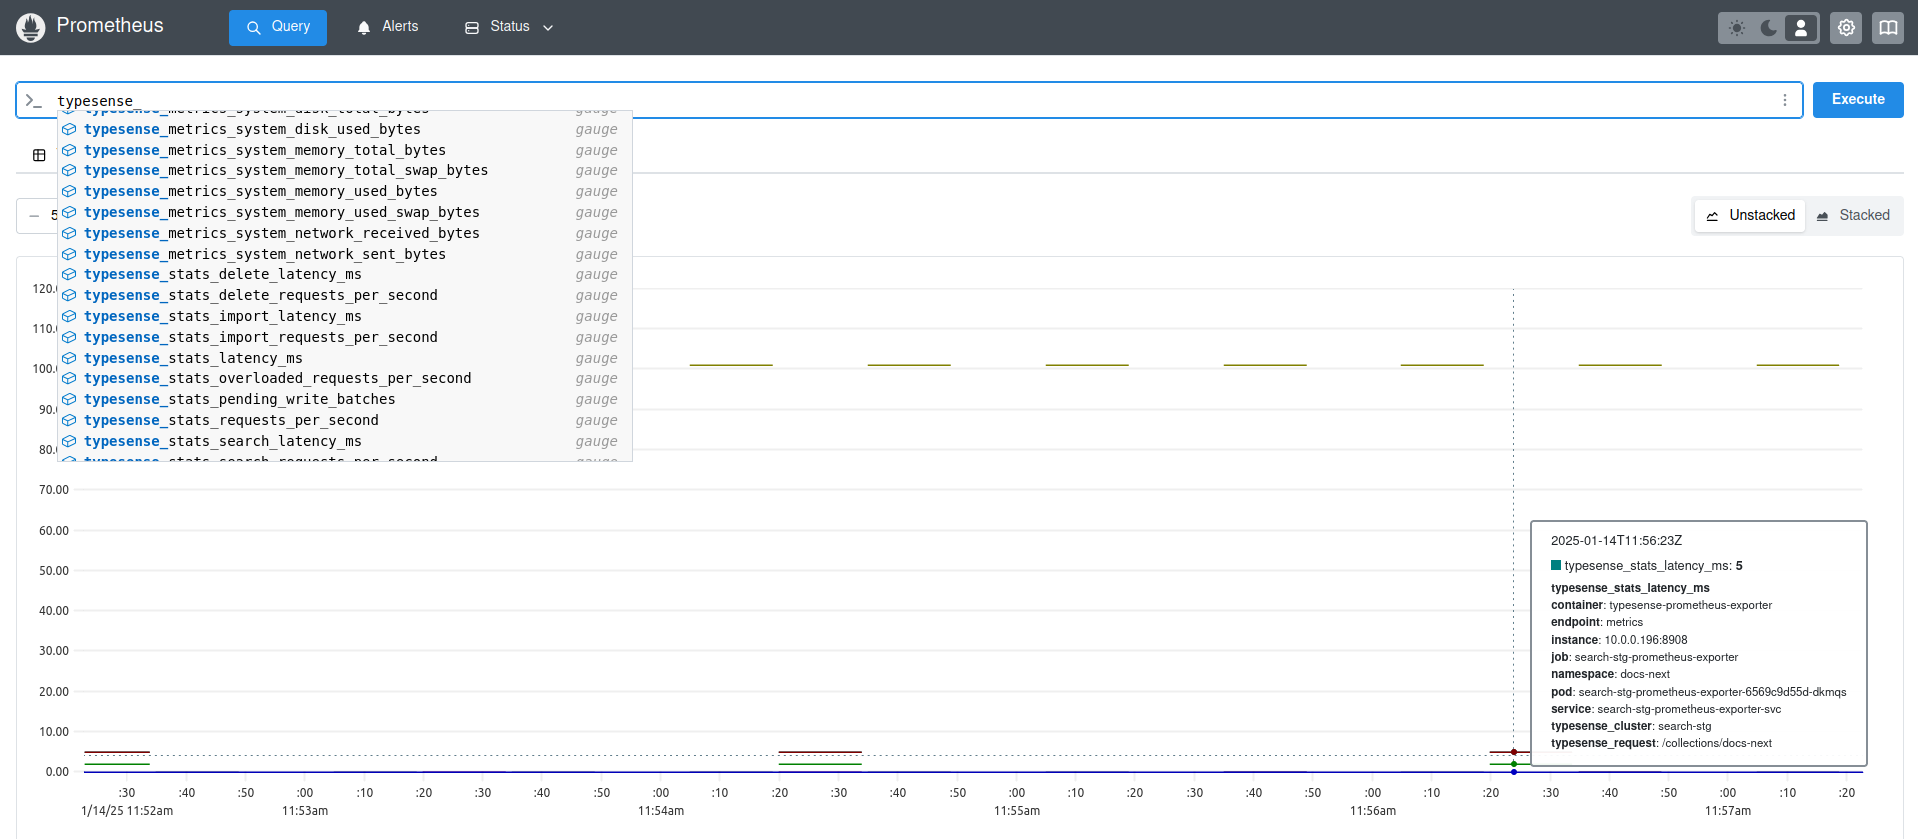 Prometheus
Query
Alerts
Status
typesense_
Execute
typesense_metrics_system_disk_total_bytes gauge
typesense_metrics_system_disk_used_bytes gauge
typesense_metrics_system_memory_total_bytes gauge
typesense_metrics_system_memory_total_swap_bytes gauge
typesense_metrics_system_memory_used_bytes gauge
typesense_metrics_system_memory_used_swap_bytes gauge
typesense_metrics_system_network_received_bytes gauge
typesense_metrics_system_network_sent_bytes gauge
typesense_stats_delete_latency_ms gauge
typesense_stats_delete_requests_per_second gauge
typesense_stats_import_latency_ms gauge
typesense_stats_import_requests_per_second gauge
typesense_stats_latency_ms gauge
typesense_stats_overloaded_requests_per_second gauge
typesense_stats_pending_write_batches gauge
typesense_stats_requests_per_second gauge
typesense_stats_search_latency_ms gauge
typesense_stats_search_requests_per_second gauge
5
Unstacked
Stacked
120.
110.
100.
90.
80.
70.00
60.00
50.00
40.00
30.00
20.00
10.00
0.00
2025-01-14T11:56:23Z
typesense_stats_latency_ms: 5
typesense_stats_latency_ms
container: typesense-prometheus-exporter
endpoint: metrics
instance: 10.0.0.196:8908
job: search-stg-prometheus-exporter
namespace: docs-next
pod: search-stg-prometheus-exporter-6569c9d55d-dkmqs
service: search-stg-prometheus-exporter-svc
typesense_cluster: search-stg
typesense_request: /collections/docs-next
:30 :40 :50 :00 :10 :20 :30 :40 :50 :00 :10 :20 :30 :40 :50 :00 :10 :20 :30 :40 :50 :00 :10 :20 :30 :40 :50 :00 :10 :20
1/14/25 11:52am 11:53am 11:54am 11:55am 11:56am 11:57am